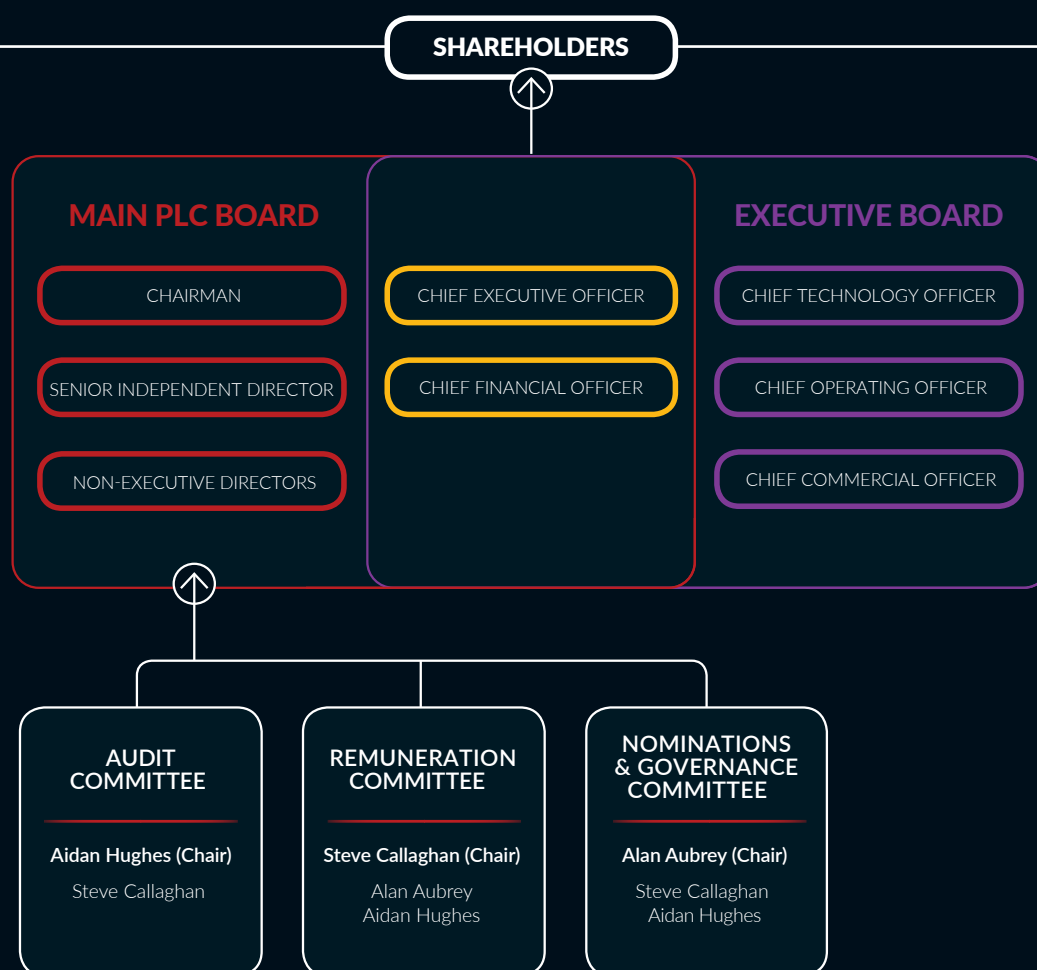 SHAREHOLDERS
MAIN PLC BOARD
CHAIRMAN
SENIOR INDEPENDENT DIRECTOR
NON-EXECUTIVE DIRECTORS
CHIEF EXECUTIVE OFFICER
CHIEF FINANCIAL OFFICER
EXECUTIVE BOARD
CHIEF TECHNOLOGY OFFICER
CHIEF OPERATING OFFICER
CHIEF COMMERCIAL OFFICER
AUDIT
COMMITTEE
Aidan Hughes (Chair)
Steve Callaghan
REMUNERATION
COMMITTEE
Steve Callaghan (Chair)
Alan Aubrey
Aidan Hughes
NOMINATIONS
& GOVERNANCE
COMMITTEE
Alan Aubrey (Chair)
Steve Callaghan
Aidan Hughes